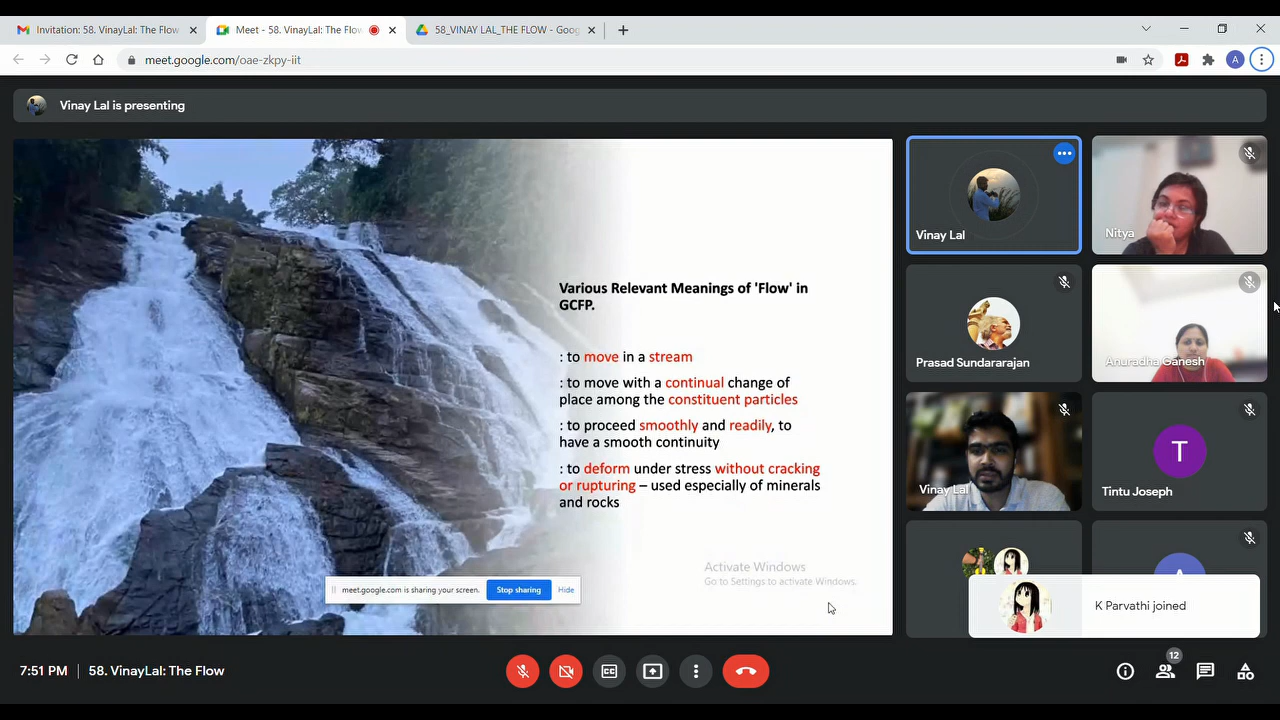 Invitation: 58. VinayLal: The Flow
Meet - 58. VinayLal: The Flow
58_VINAY LAL_THE FLOW - Goog
meet.google.com/oae-zkpy-iit
A
Vinay Lal is presenting
Various Relevant Meanings of 'Flow' in
GCFP.
: to move in a stream
: to move with a continual change of
place among the constituent particles
: to proceed smoothly and readily, to
have a smooth continuity
: to deform under stress without cracking
or rupturing – used especially of minerals
and rocks
Activate Windows
Go to Settings to activate Windows.
meet.google.com is sharing your screen.
Stop sharing
Hide
Vinay Lal
Nitya
Prasad Sundararajan
Anuradha Ganesh
Vinay Lal
T
Tintu Joseph
A
K Parvathi joined
7:51 PM
58. VinayLal: The Flow
CC
12